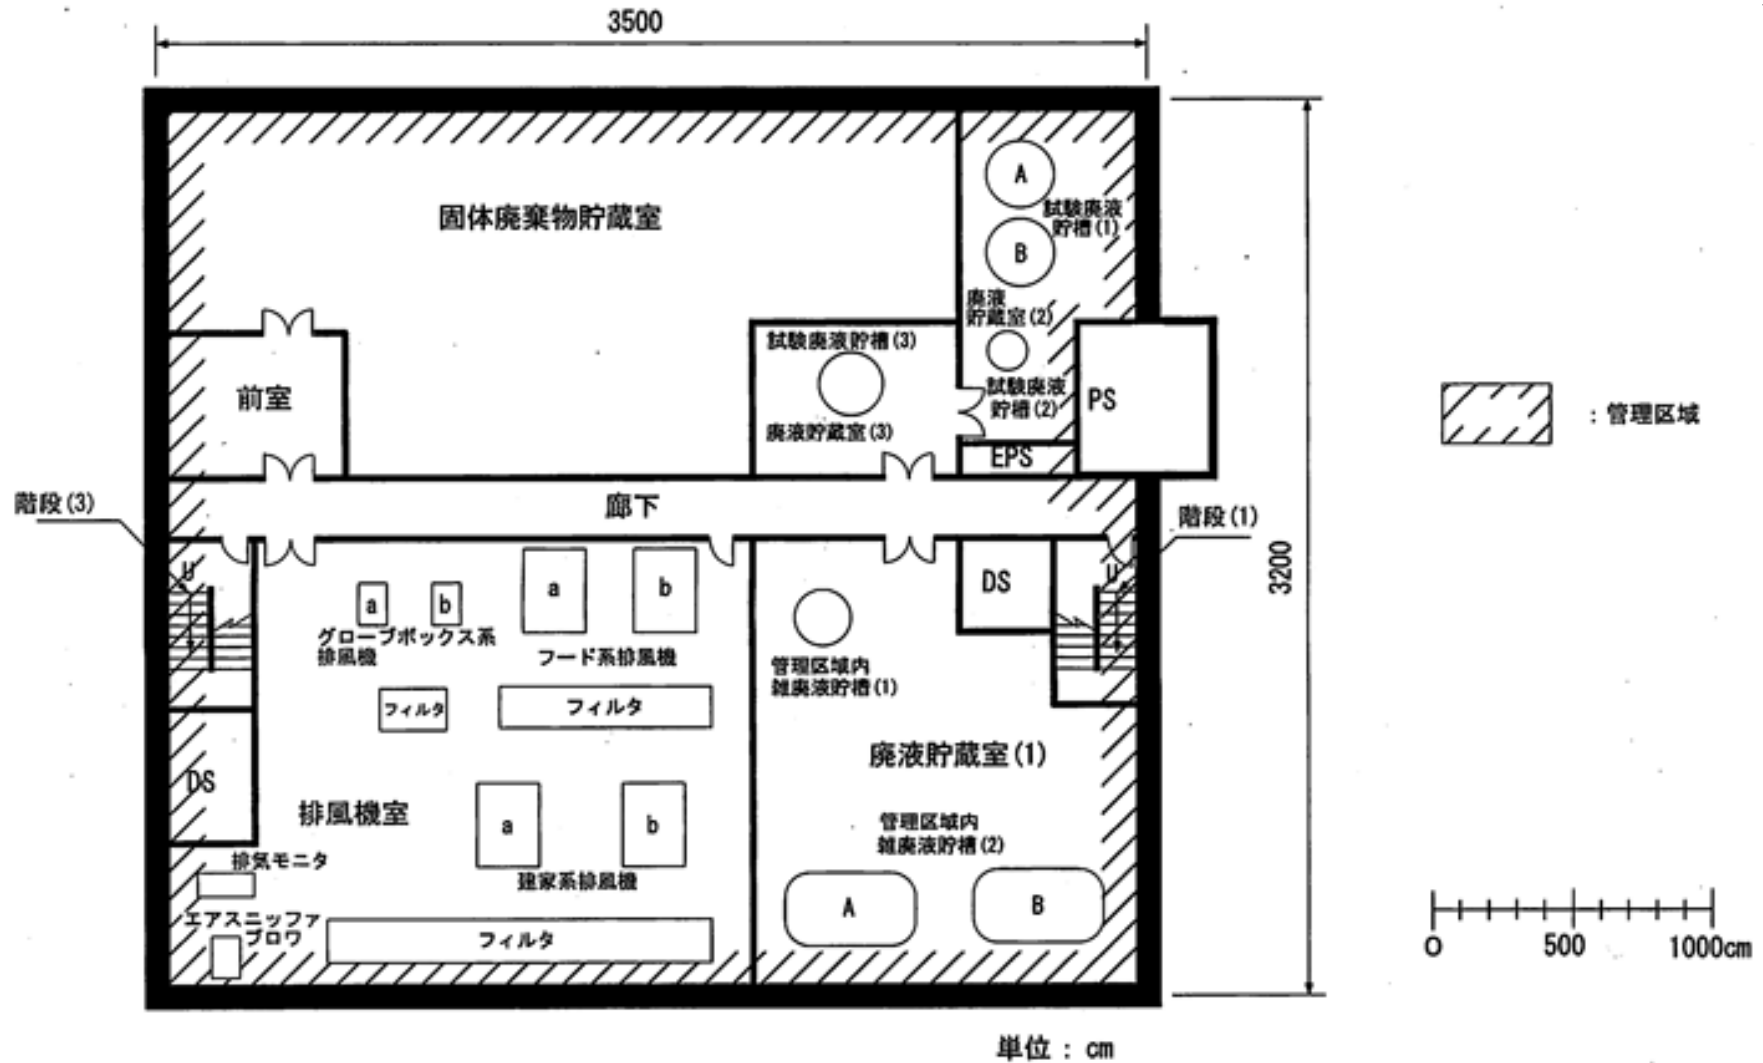 3500
A
試験廃液
貯槽(1)
固体廃棄物貯蔵室
B
廃液
貯蔵室(2)
試験廃液貯槽(3)
前室
試験廃液
貯槽(2)
PS
:管理区域
廃液貯蔵室(3)
EPS
階段(3)
廊下
階段(1)
3200
U
a
b
a
b
DS
U
グローブボックス系
排風機
フード系排風機
管理区域内
雑廃液貯槽(1)
フィルタ
フィルタ
廃液貯蔵室(1)
DS
排風機室
a
b
管理区域内
雑廃液貯槽(2)
排気モニタ
建家系排風機
A
B
エアスニッファ
ブロワ
フィルタ
0
500
1000cm
単位:cm